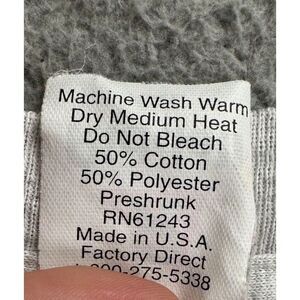 Machine Wash Warm
Dry Medium Heat
Do Not Bleach
50% Cotton
50% Polyester
Preshrunk
RN61243
Made in U.S.A.
Factory Direct
00-275-5338